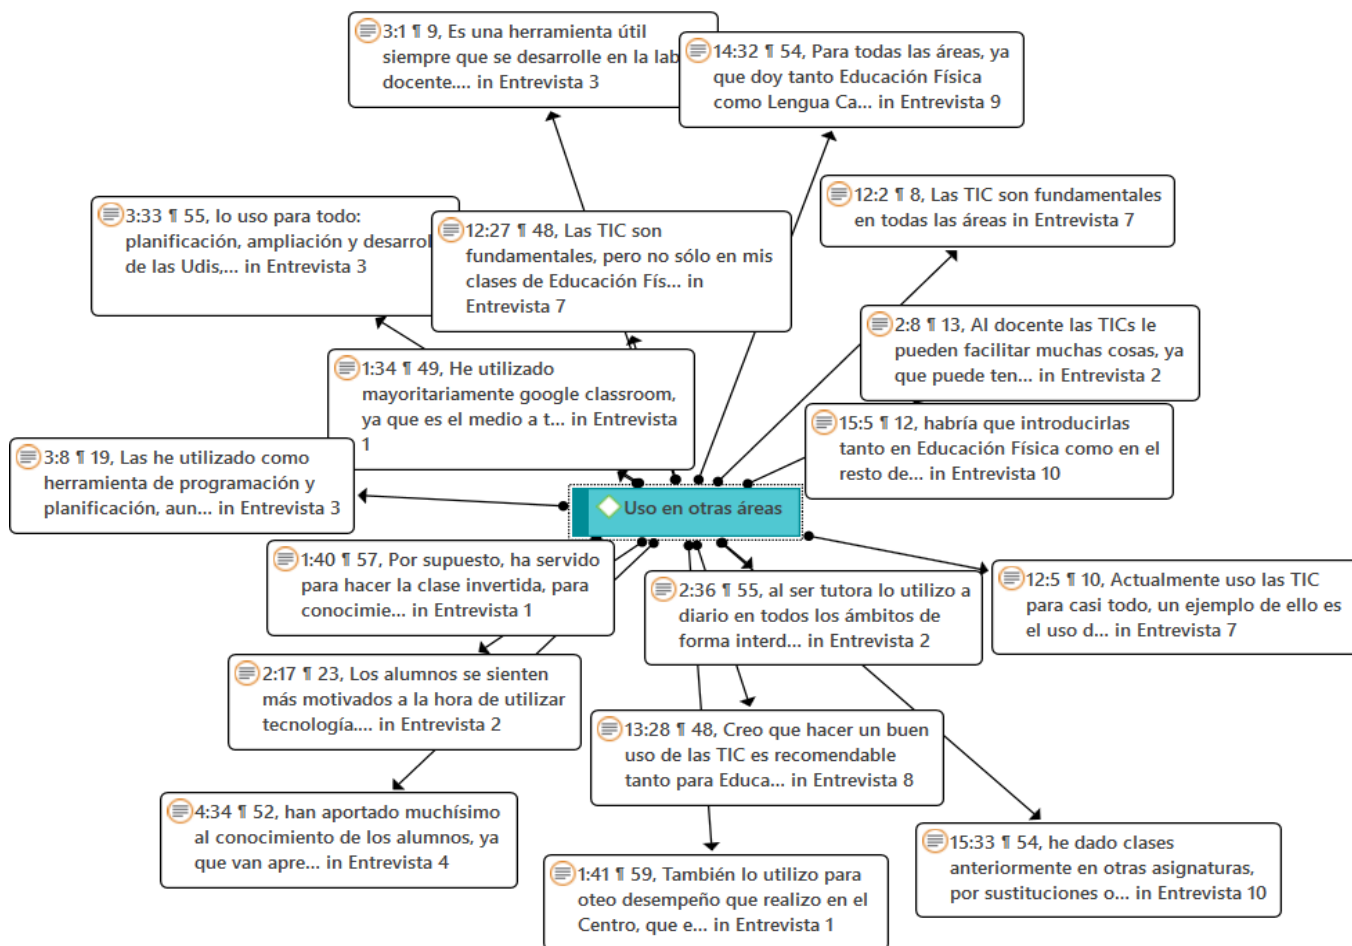 3:1 ¶ 9, Es una herramienta útil
siempre que se desarrolle en la lab
docente.... in Entrevista 3
14:32 ¶ 54, Para todas las áreas, ya
que doy tanto Educación Física
como Lengua Ca... in Entrevista 9
12:2 ¶ 8, Las TIC son fundamentales
en todas las áreas in Entrevista 7
3:33 ¶ 55, lo uso para todo:
planificación, ampliación y desarrol
de las Udis,... in Entrevista 3
12:27 ¶ 48, Las TIC son
fundamentales, pero no sólo en mis
clases de Educación Fís... in
Entrevista 7
2:8 ¶ 13, Al docente las TICs le
pueden facilitar muchas cosas, ya
que puede ten... in Entrevista 2
1:34 ¶ 49, He utilizado
mayoritariamente google classroom,
ya que es el medio a t... in Entrevista
1
15:5 ¶ 12, habría que introducirlas
tanto en Educación Física como en el
resto de... in Entrevista 10
3:8 ¶ 19, Las he utilizado como
herramienta de programación y
planificación, aun... in Entrevista 3
Uso en otras áreas
1:40 ¶ 57, Por supuesto, ha servido
para hacer la clase invertida, para
conocimie... in Entrevista 1
2:36 ¶ 55, al ser tutora lo utilizo a
diario en todos los ámbitos de
forma interd... in Entrevista 2
12:5 ¶ 10, Actualmente uso las TIC
para casi todo, un ejemplo de ello es
el uso d... in Entrevista 7
2:17 ¶ 23, Los alumnos se sienten
más motivados a la hora de utilizar
tecnología.... in Entrevista 2
13:28 ¶ 48, Creo que hacer un buen
uso de las TIC es recomendable
tanto para Educa... in Entrevista 8
4:34 ¶ 52, han aportado muchísimo
al conocimiento de los alumnos, ya
que van apre... in Entrevista 4
15:33 ¶ 54, he dado clases
anteriormente en otras asignaturas,
por sustituciones o... in Entrevista 10
1:41 ¶ 59, También lo utilizo para
oteo desempeño que realizo en el
Centro, que e... in Entrevista 1